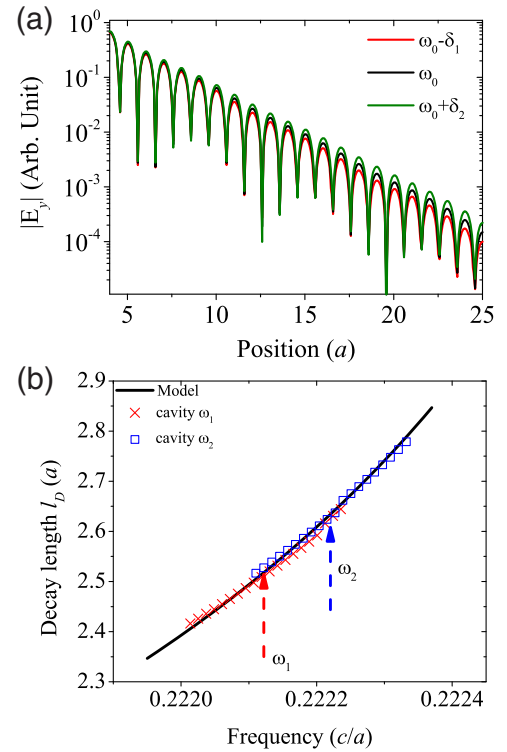 (a)
10⁰
10⁻¹
10⁻²
10⁻³
10⁻⁴
|E_y| (Arb. Unit)
ω₀-δ₁
ω₀
ω₀+δ₂
5 10 15 20 25
Position (a)
(b)
2.9
2.8
2.7
2.6
2.5
2.4
2.3
Decay length l_D (a)
Model
cavity ω₁
cavity ω₂
ω₂
ω₁
0.2220 0.2222 0.2224
Frequency (c/a)